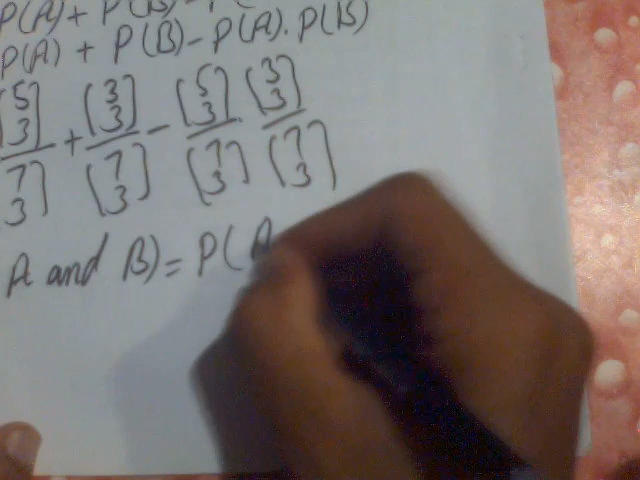 P(A) + P(B) - P(
P(A) + P(B) - P(A). P(B)
[5 3] / [7 3] + [3 3] / [7 3] - [5 3] / [7 3] . [3 3] / [7 3]
A and B) = P(A